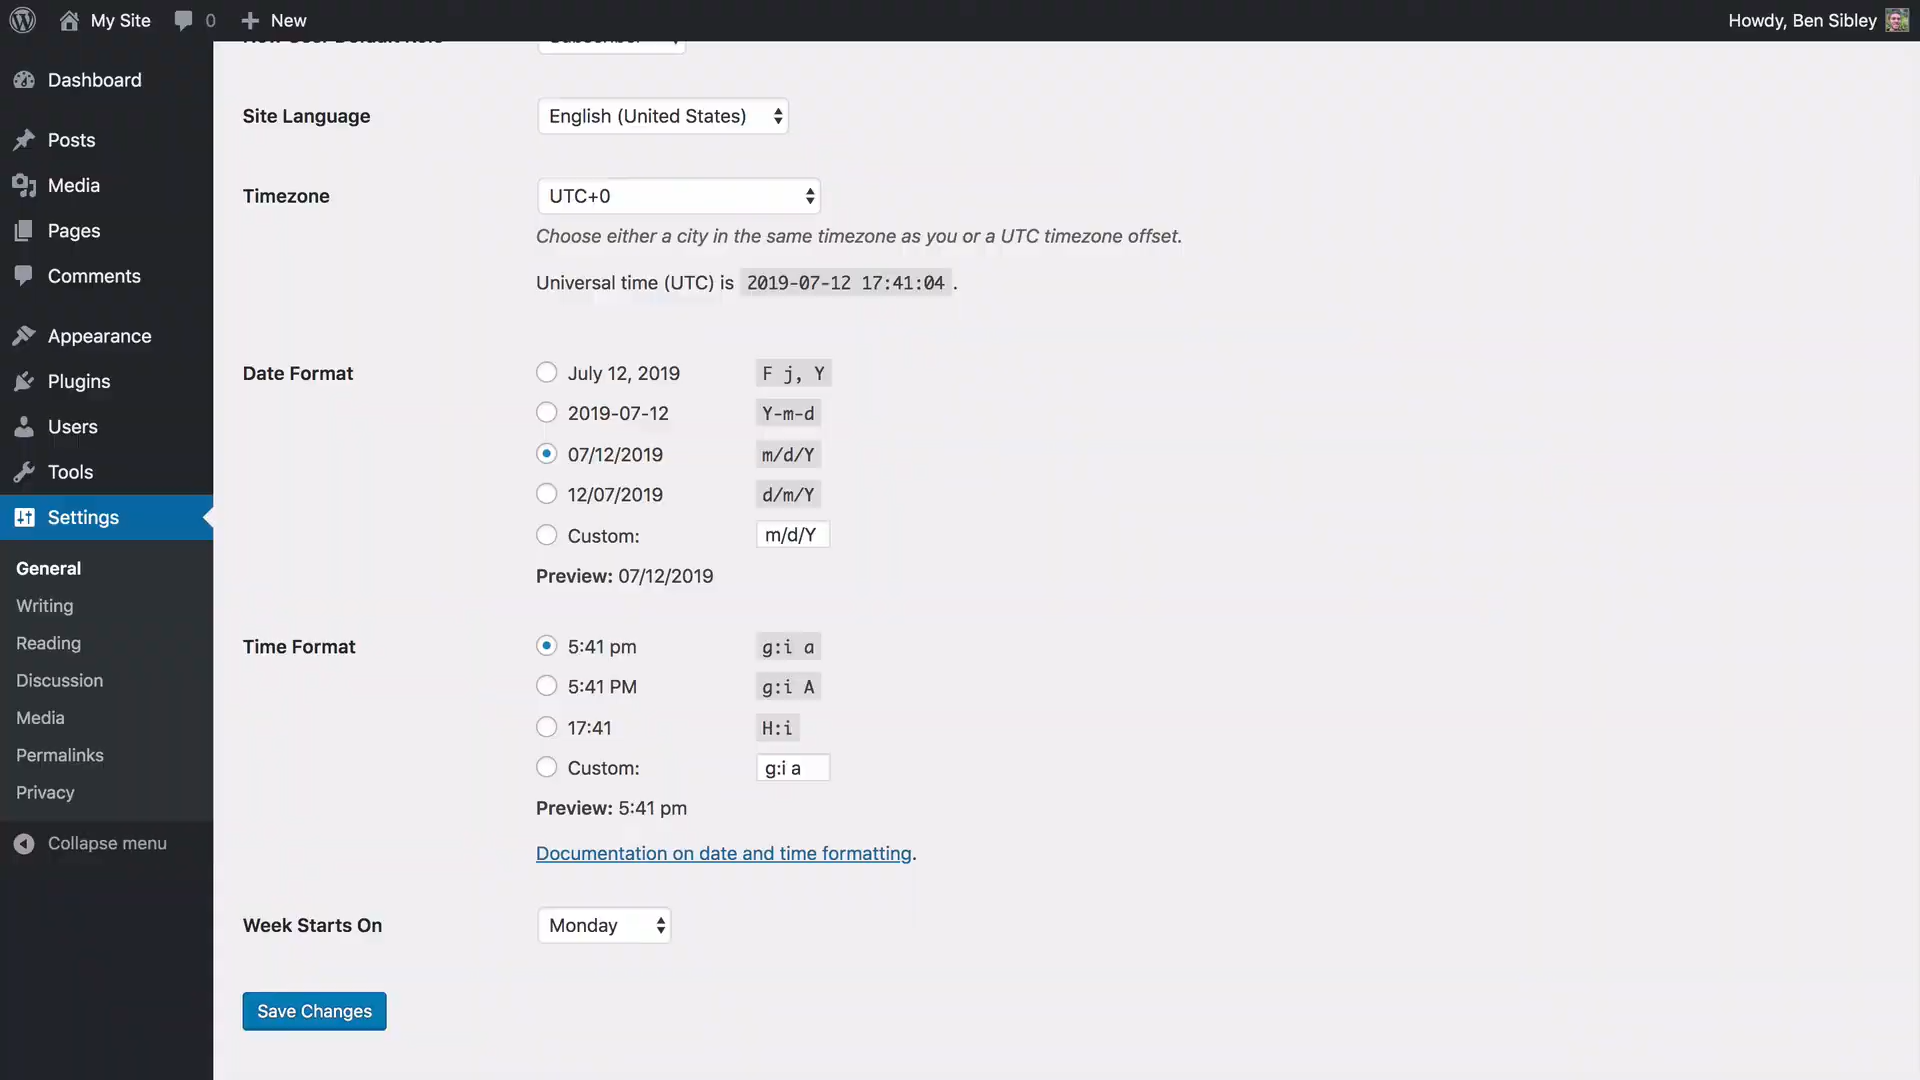 My Site 0 New Howdy, Ben Sibley
Dashboard
Posts
Media
Pages
Comments
Appearance
Plugins
Users
Tools
Settings
General
Writing
Reading
Discussion
Media
Permalinks
Privacy
Collapse menu
Site Language English (United States)
Timezone UTC+0
Choose either a city in the same timezone as you or a UTC timezone offset.
Universal time (UTC) is 2019-07-12 17:41:04 .
Date Format July 12, 2019 F j, Y
2019-07-12 Y-m-d
07/12/2019 m/d/Y
12/07/2019 d/m/Y
Custom: m/d/Y
Preview: 07/12/2019
Time Format 5:41 pm g:i a
5:41 PM g:i A
17:41 H:i
Custom: g:i a
Preview: 5:41 pm
Documentation on date and time formatting.
Week Starts On Monday
Save Changes